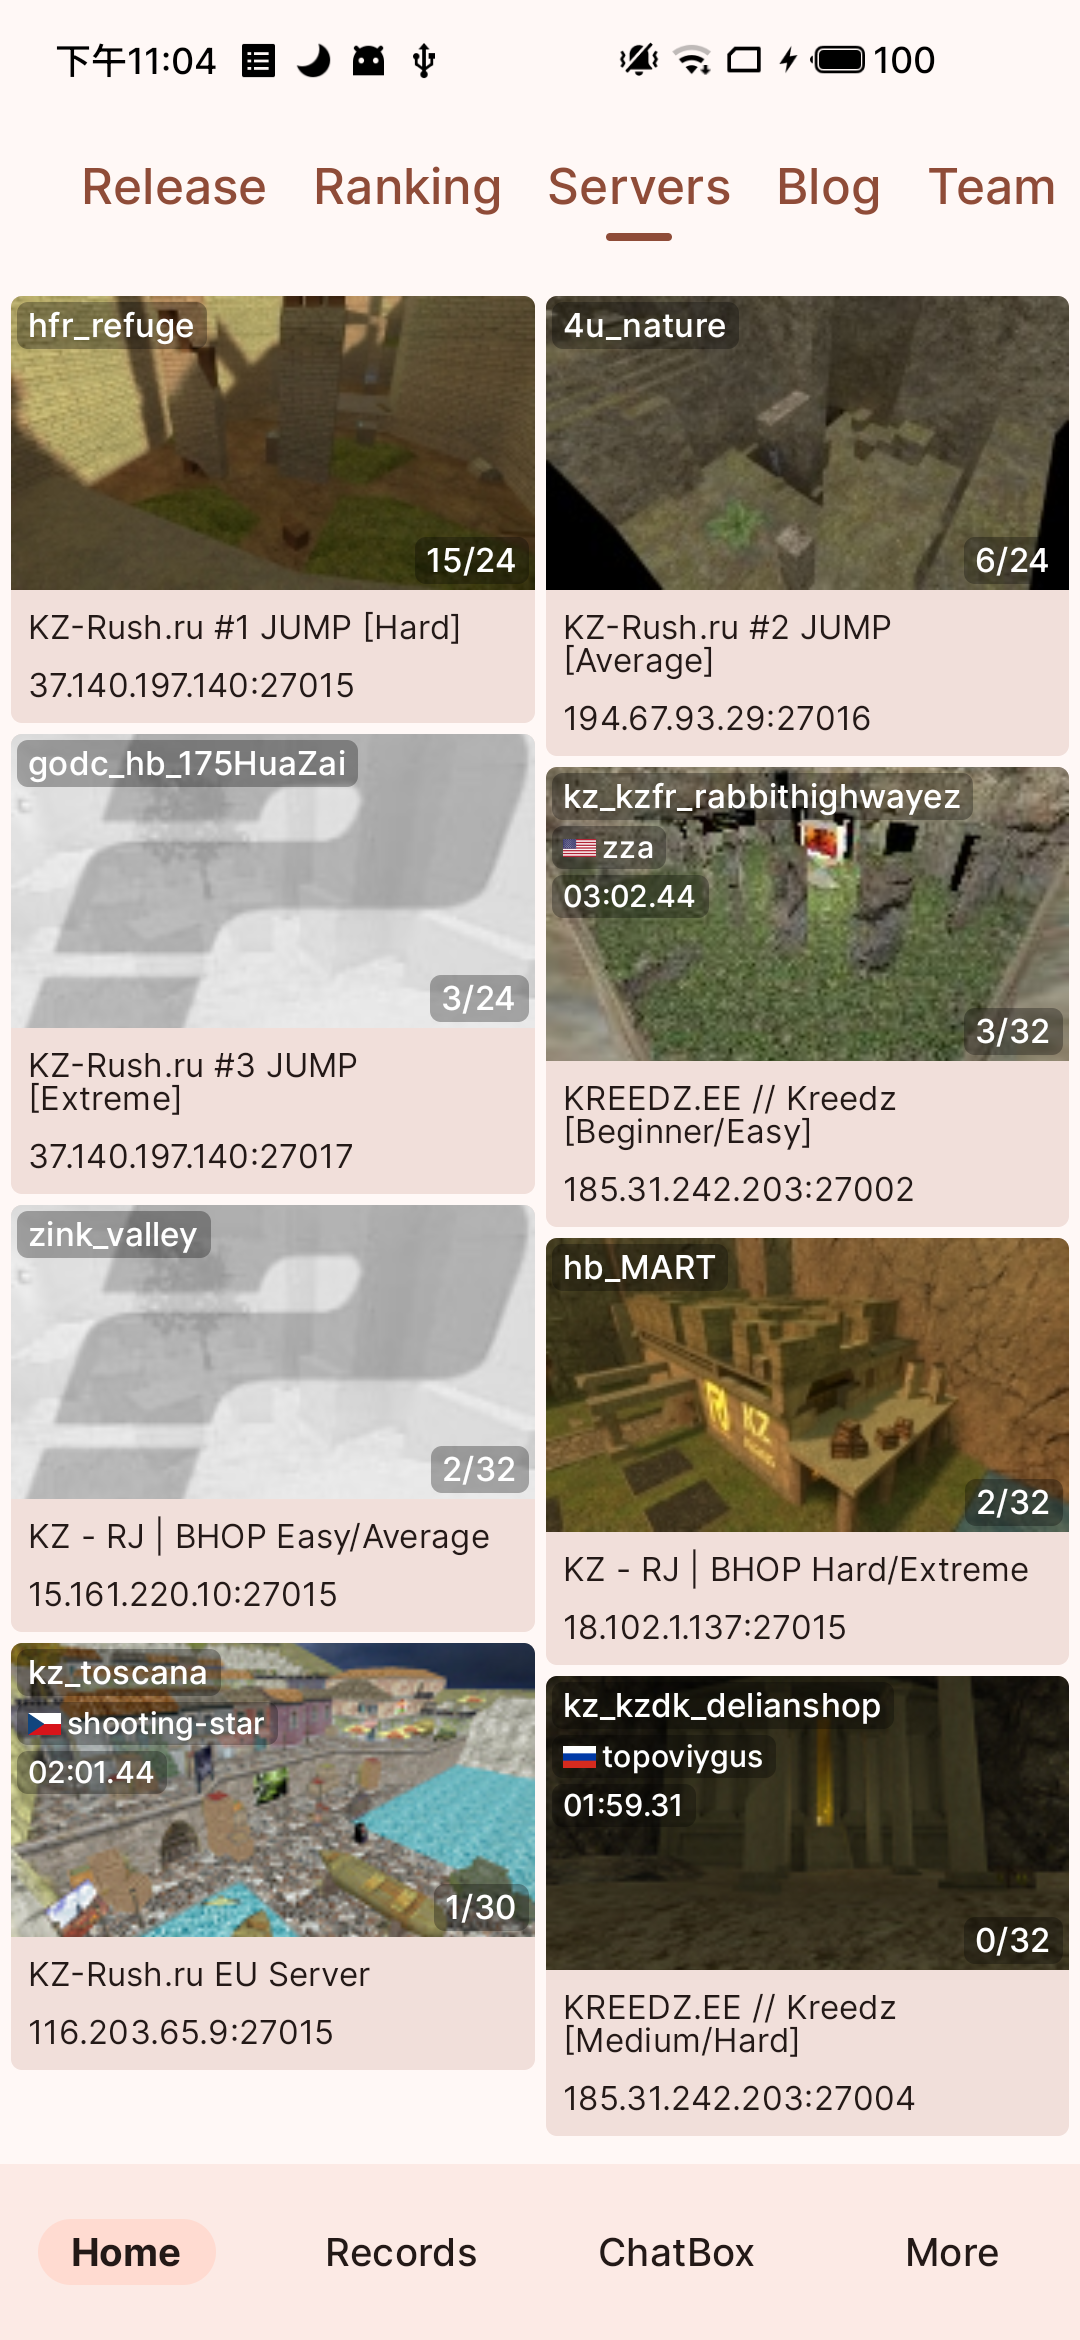 下午11:04
100
Release Ranking Servers Blog Team
hfr_refuge
15/24
KZ-Rush.ru #1 JUMP [Hard]
37.140.197.140:27015
4u_nature
6/24
KZ-Rush.ru #2 JUMP
[Average]
194.67.93.29:27016
godc_hb_175HuaZai
3/24
KZ-Rush.ru #3 JUMP
[Extreme]
37.140.197.140:27017
kz_kzfr_rabbithighwayez
zza
03:02.44
3/32
KREEDZ.EE // Kreedz
[Beginner/Easy]
185.31.242.203:27002
zink_valley
2/32
KZ - RJ | BHOP Easy/Average
15.161.220.10:27015
hb_MART
KZ
2/32
KZ - RJ | BHOP Hard/Extreme
18.102.1.137:27015
kz_toscana
shooting-star
02:01.44
1/30
KZ-Rush.ru EU Server
116.203.65.9:27015
kz_kzdk_delianshop
topoviygus
01:59.31
0/32
KREEDZ.EE // Kreedz
[Medium/Hard]
185.31.242.203:27004
Home Records ChatBox More